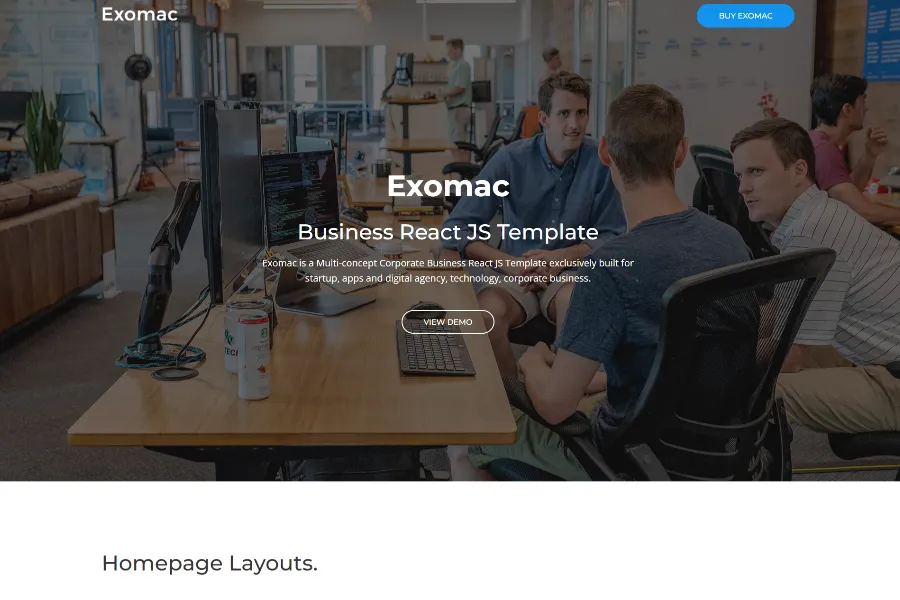 Exomac
BUY EXOMAC
Exomac
Business React JS Template
Exomac is a Multi-concept Corporate Business React JS Template exclusively built for
startup, apps and digital agency, technology, corporate business.
VIEW DEMO
Homepage Layouts.